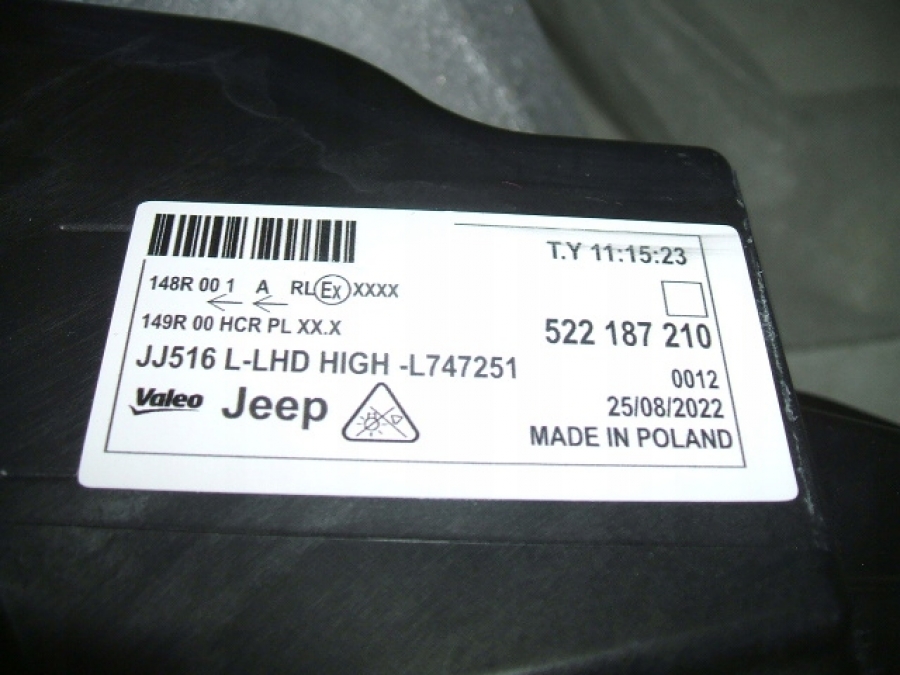 T.Y 11:15:23
148R 00 1 A RL Ex XXXX
149R 00 HCR PL XX.X
522 187 210
JJ516 L-LHD HIGH -L747251
0012
Valeo Jeep
25/08/2022
MADE IN POLAND